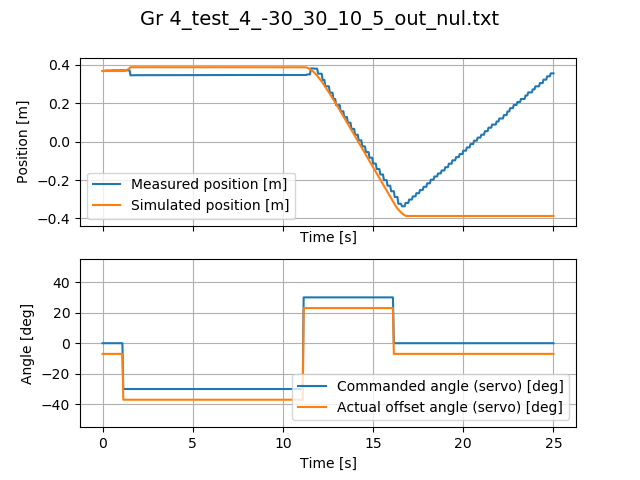 Gr 4_test_4_-30_30_10_5_out_nul.txt
0.4
0.2
0.0
−0.2
−0.4
Position [m]
Measured position [m]
Simulated position [m]
Time [s]
40
20
0
−20
−40
Angle [deg]
Commanded angle (servo) [deg]
Actual offset angle (servo) [deg]
0 5 10 15 20 25
Time [s]